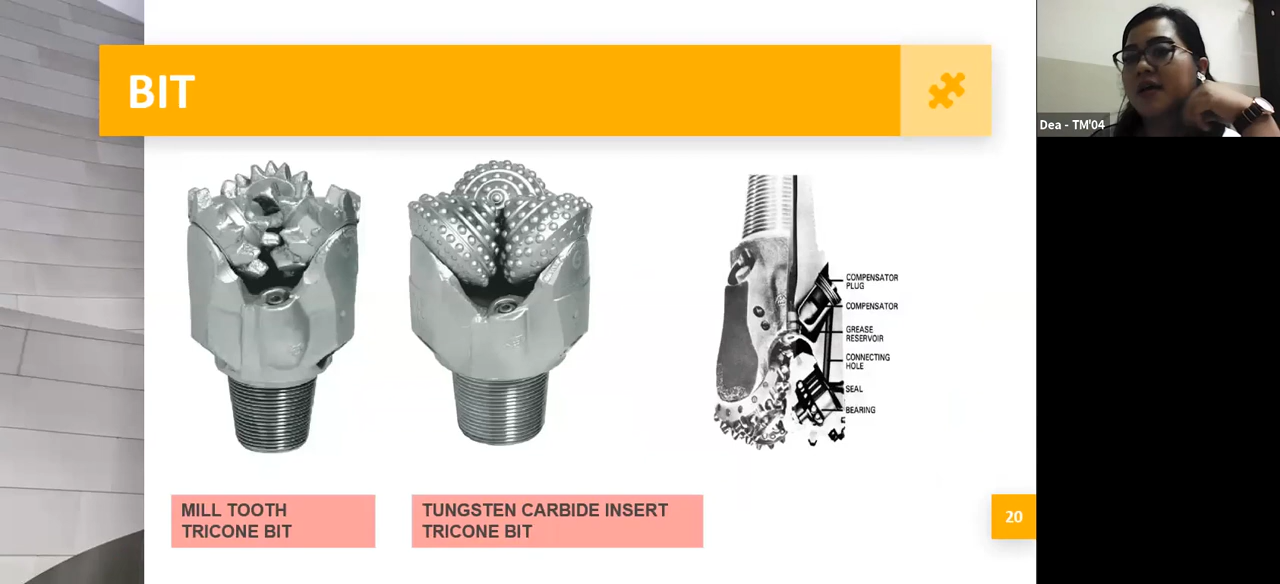 BIT
Dea - TM'04
COMPENSATOR
PLUG
COMPENSATOR
GREASE
RESERVOIR
CONNECTING
HOLE
SEAL
BEARING
MILL TOOTH
TRICONE BIT
TUNGSTEN CARBIDE INSERT
TRICONE BIT
20